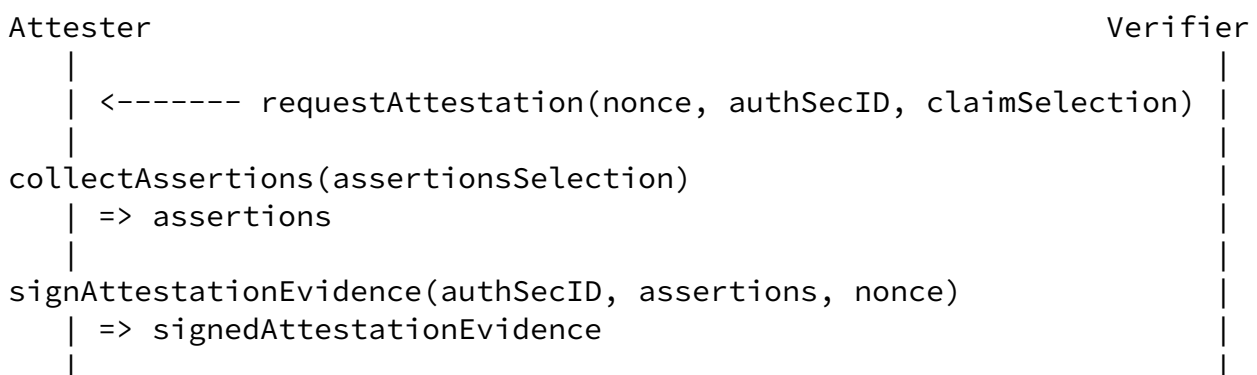 Attester                                                      Verifier
   |                                                             |
   | <------- requestAttestation(nonce, authSecID, claimSelection) |
   |                                                             |
collectAssertions(assertionsSelection)                           |
   | => assertions                                               |
   |                                                             |
signAttestationEvidence(authSecID, assertions, nonce)            |
   | => signedAttestationEvidence                                |
   |                                                             |